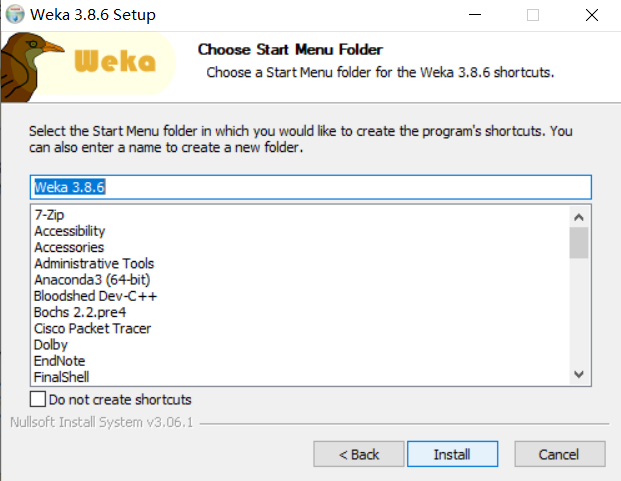 Weka 3.8.6 Setup
Weka
Choose Start Menu Folder
Choose a Start Menu folder for the Weka 3.8.6 shortcuts.
Select the Start Menu folder in which you would like to create the program's shortcuts. You
can also enter a name to create a new folder.
Weka 3.8.6
7-Zip
Accessibility
Accessories
Administrative Tools
Anaconda3 (64-bit)
Bloodshed Dev-C++
Bochs 2.2.pre4
Cisco Packet Tracer
Dolby
EndNote
FinalShell
Do not create shortcuts
Nullsoft Install System v3.06.1
< Back
Install
Cancel